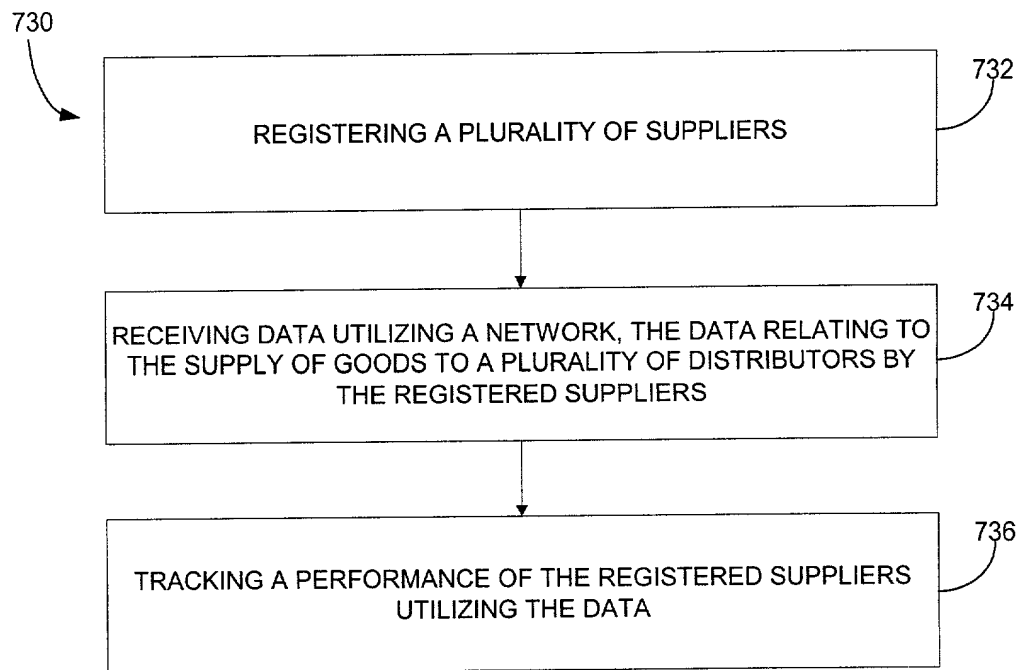 730
732
REGISTERING A PLURALITY OF SUPPLIERS
734
RECEIVING DATA UTILIZING A NETWORK, THE DATA RELATING TO
THE SUPPLY OF GOODS TO A PLURALITY OF DISTRIBUTORS BY
THE REGISTERED SUPPLIERS
736
TRACKING A PERFORMANCE OF THE REGISTERED SUPPLIERS
UTILIZING THE DATA